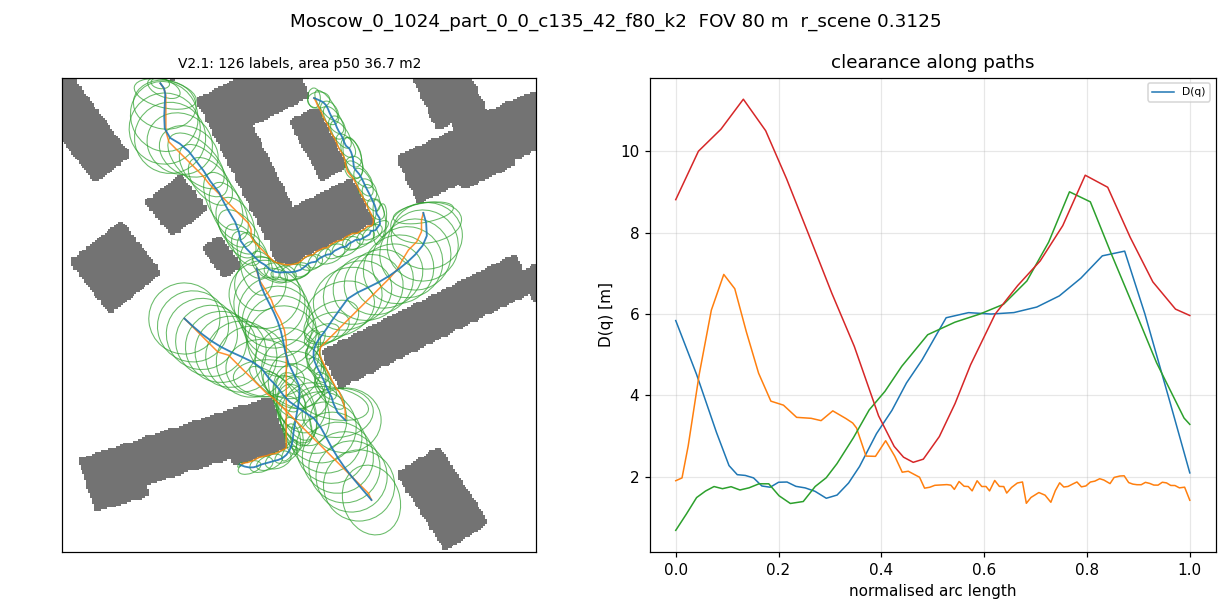 Moscow_0_1024_part_0_0_c135_42_f80_k2  FOV 80 m  r_scene 0.3125
V2.1: 126 labels, area p50 36.7 m2
clearance along paths
D(q)
D(q) [m]
10
8
6
4
2
0.0 0.2 0.4 0.6 0.8 1.0
normalised arc length